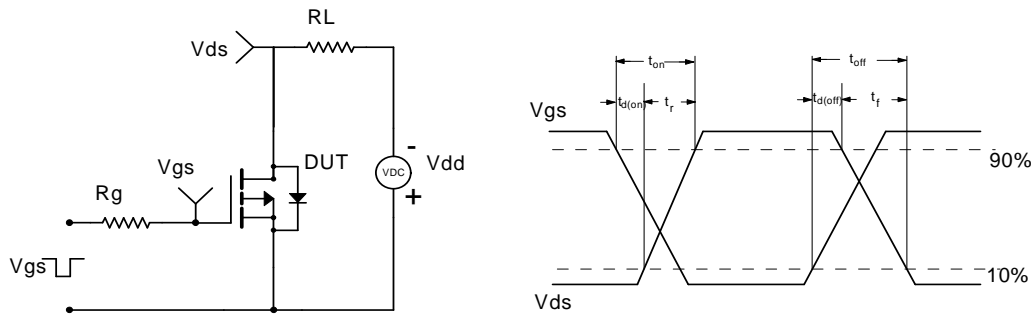 RL
Vds
Vgs
DUT
-
VDC
Vdd
+
Rg
Vgs
ton
toff
td(on)
tr
td(off)
tf
Vgs
90%
10%
Vds